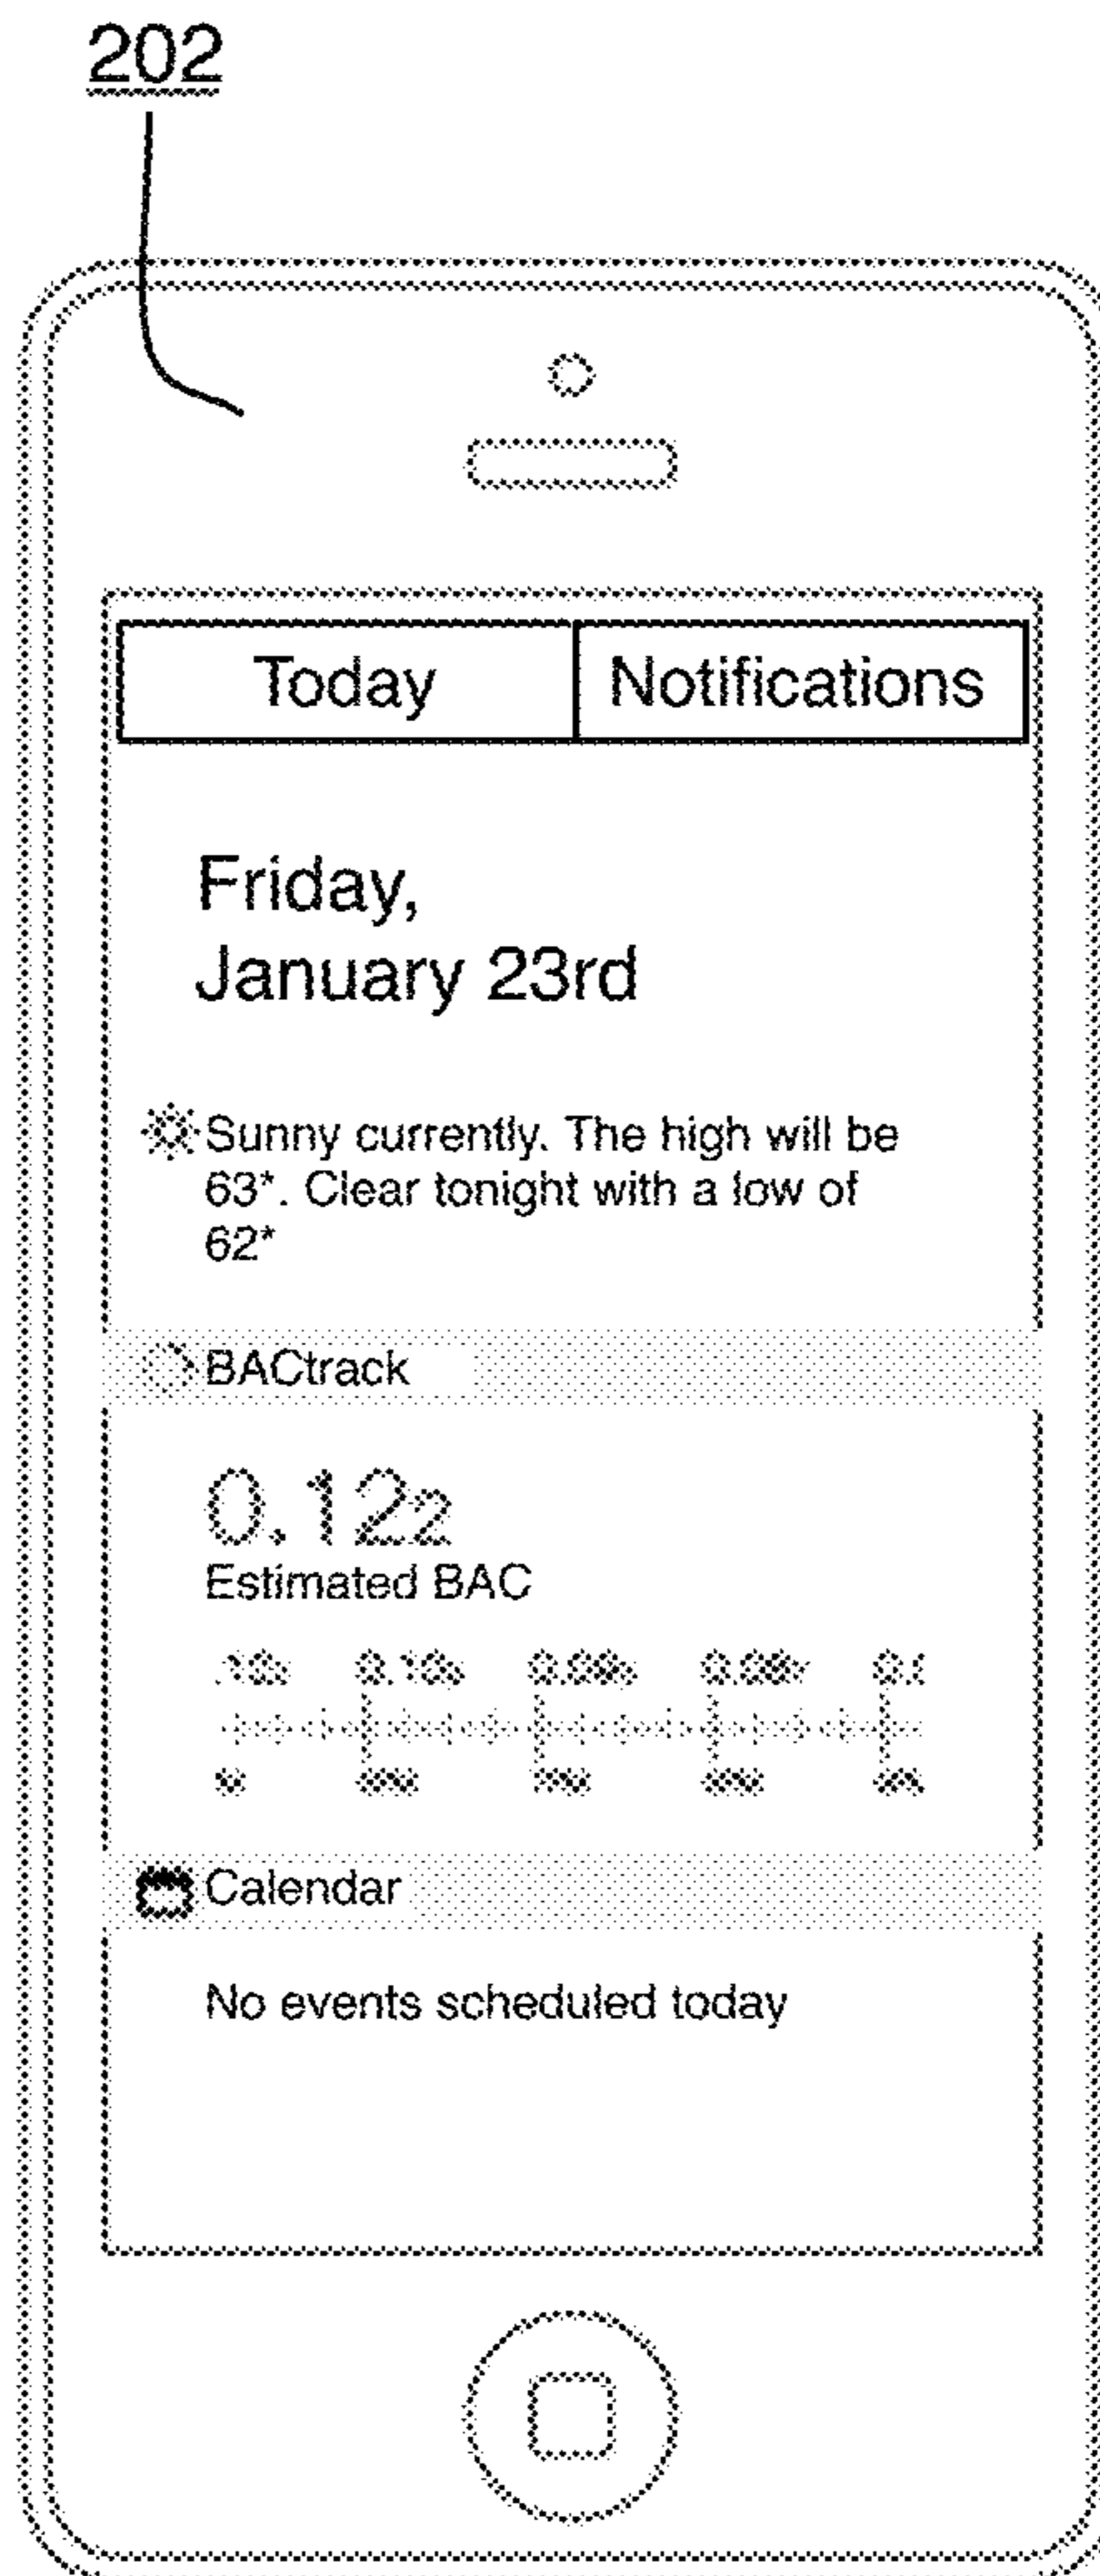 202
Today Notifications
Friday,
January 23rd
Sunny currently. The high will be
63*. Clear tonight with a low of
62*
BACtrack
0.122
Estimated BAC
Calendar
No events scheduled today